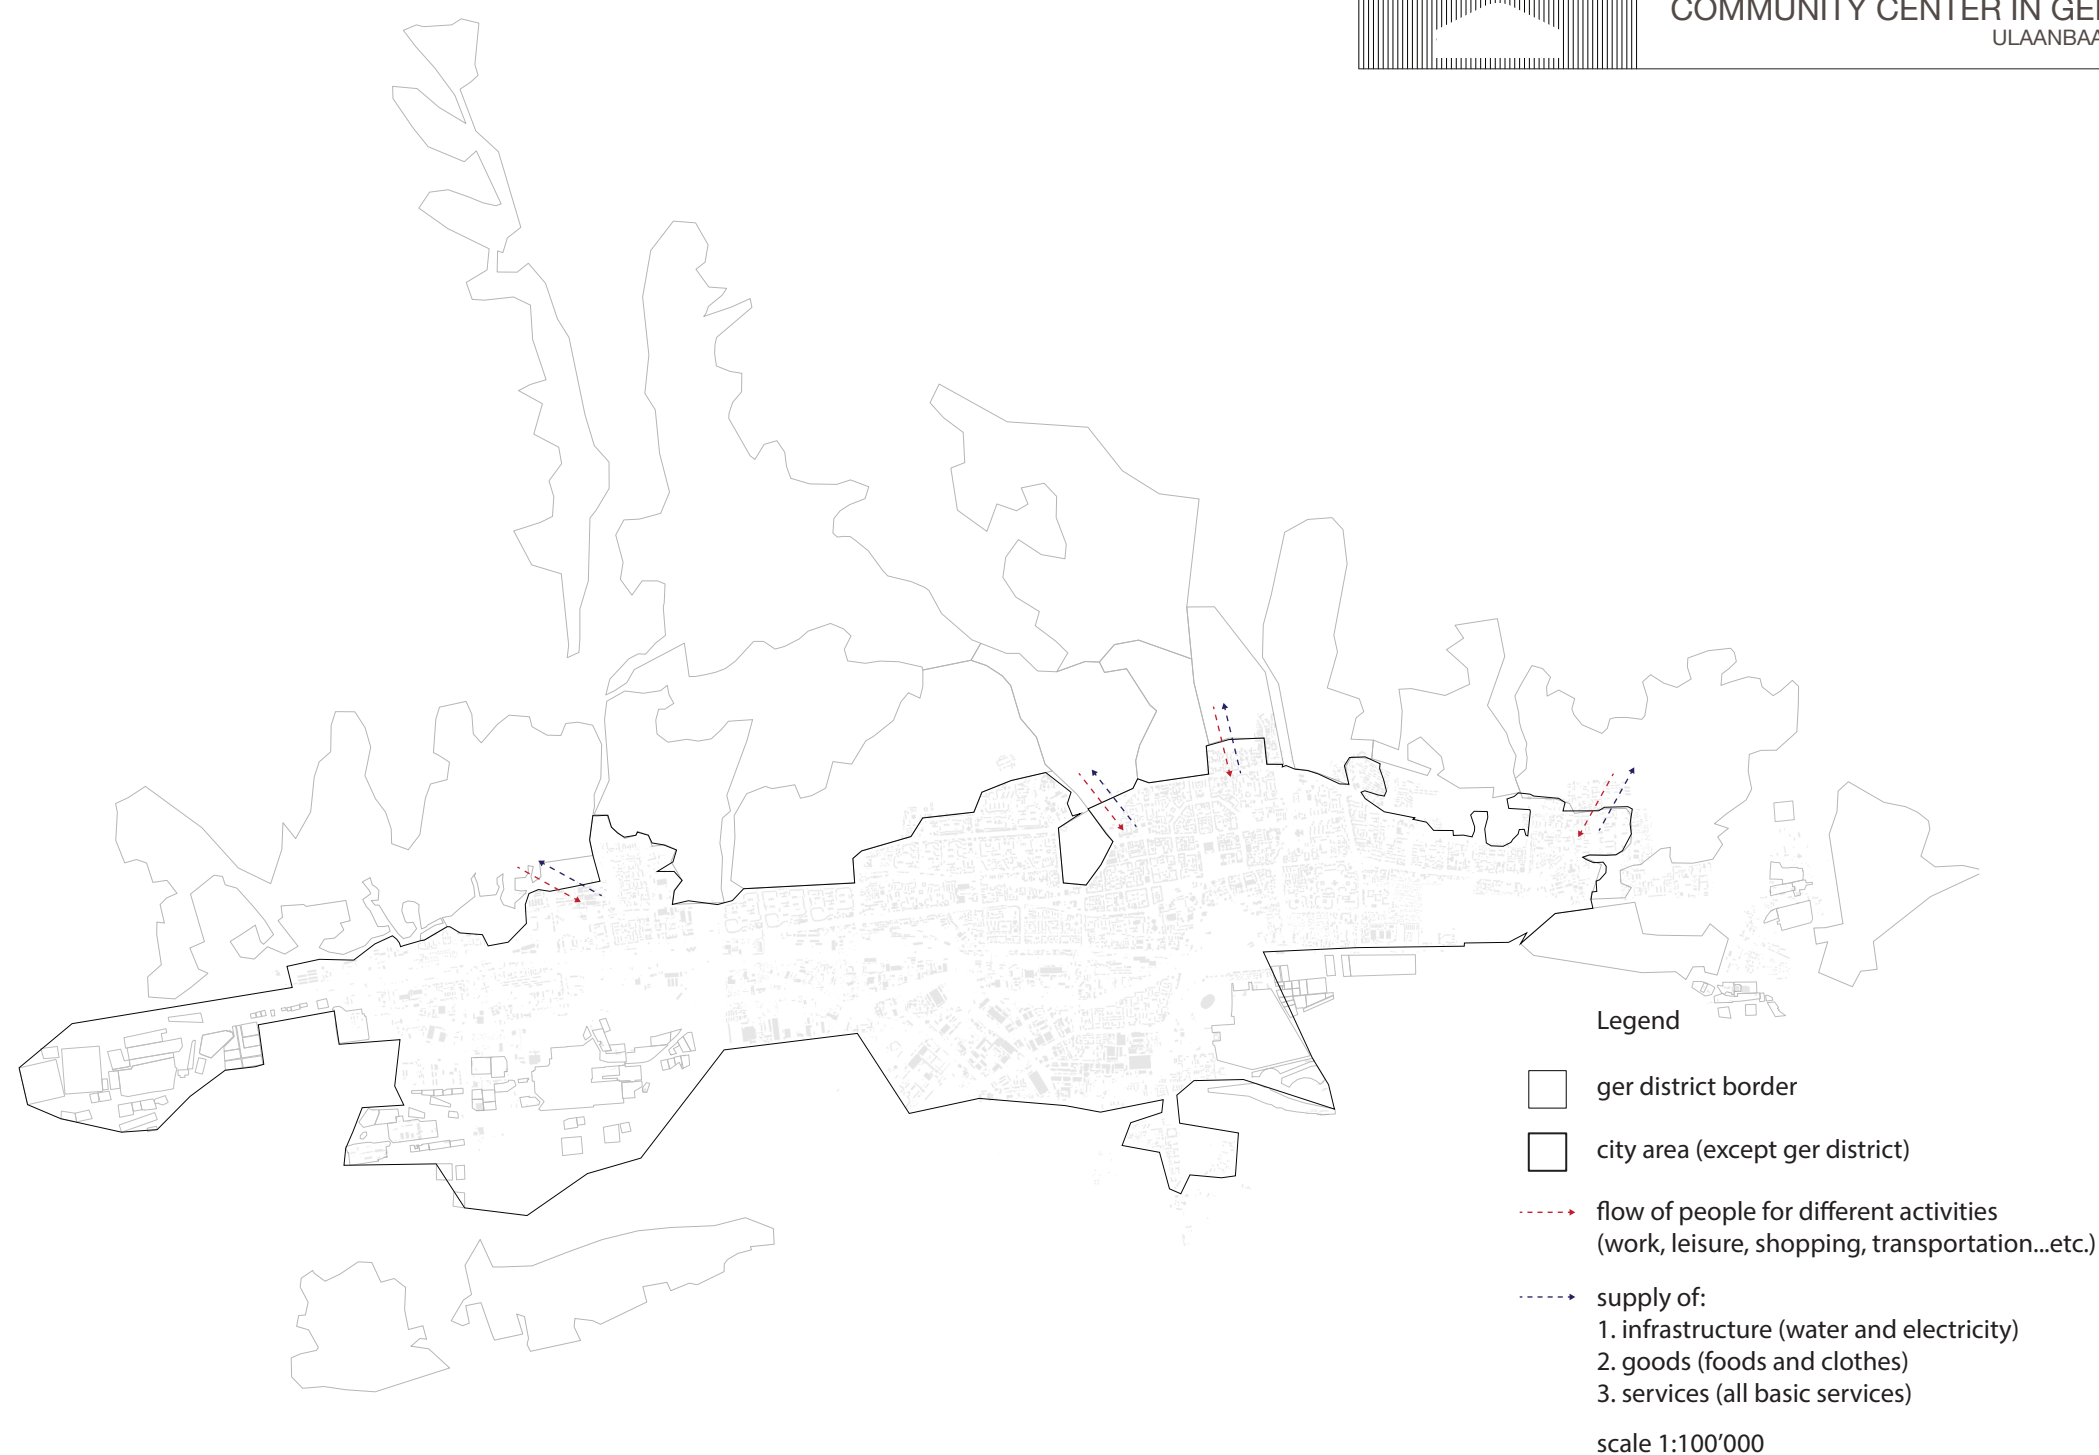 COMMUNITY CENTER IN
Legend
ger district border
city area (except ger district)
flow of people for different activities
(work, leisure, shopping, transportation...etc.)
supply of:
1. infrastructure (water and electricity)
2. goods (foods and clothes)
3. services (all basic services)
scale 1:100'000